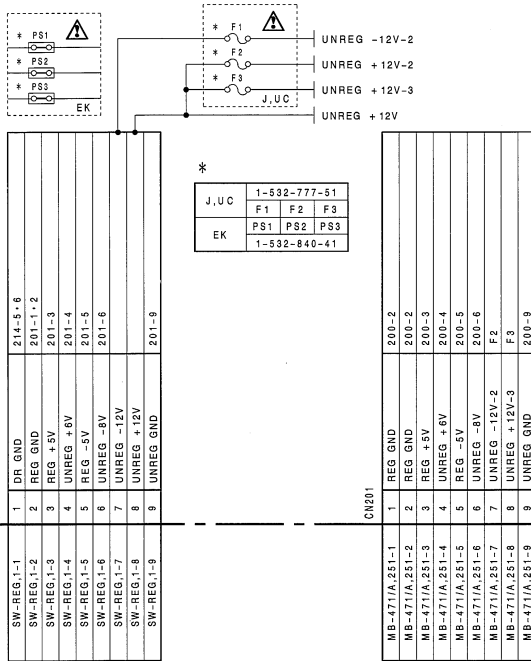 * PS1
* PS2
* PS3
EK
* F1
* F2
* F3
J,UC
UNREG -12V-2
UNREG +12V-2
UNREG +12V-3
UNREG +12V
*
J,UC 1-532-777-51
F1 F2 F3
EK PS1 PS2 PS3
1-532-840-41
SW-REG,1-1 1 DR GND 214-5・6
SW-REG,1-2 2 REG GND 201-1・2
SW-REG,1-3 3 REG +5V 201-3
SW-REG,1-4 4 UNREG +6V 201-4
SW-REG,1-5 5 REG -5V 201-5
SW-REG,1-6 6 UNREG -8V 201-6
SW-REG,1-7 7 UNREG -12V
SW-REG,1-8 8 UNREG +12V
SW-REG,1-9 9 UNREG GND 201-9
CN201
MB-471/A,251-1 1 REG GND 200-2
MB-471/A,251-2 2 REG GND 200-2
MB-471/A,251-3 3 REG +5V 200-3
MB-471/A,251-4 4 UNREG +6V 200-4
MB-471/A,251-5 5 REG -5V 200-5
MB-471/A,251-6 6 UNREG -8V 200-6
MB-471/A,251-7 7 UNREG -12V-2 F2
MB-471/A,251-8 8 UNREG +12V-3 F3
MB-471/A,251-9 9 UNREG GND 200-9